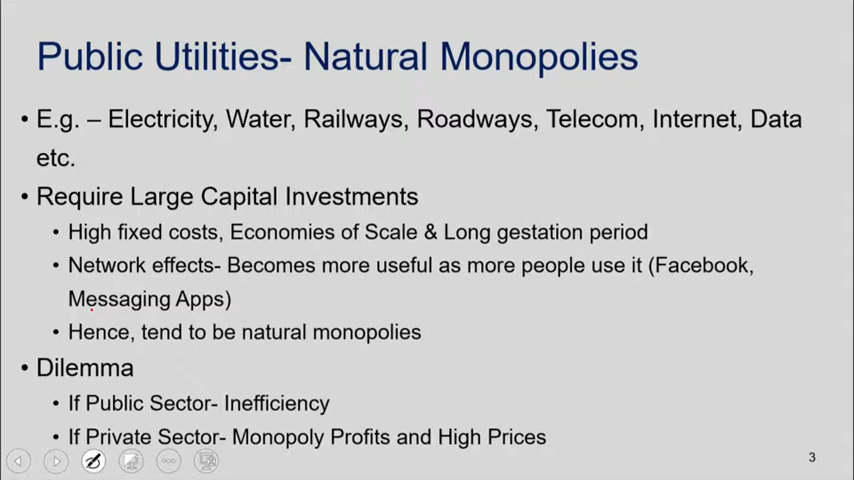 Public Utilities- Natural Monopolies
• E.g. – Electricity, Water, Railways, Roadways, Telecom, Internet, Data
etc.
• Require Large Capital Investments
• High fixed costs, Economies of Scale & Long gestation period
• Network effects- Becomes more useful as more people use it (Facebook,
Messaging Apps)
• Hence, tend to be natural monopolies
• Dilemma
• If Public Sector- Inefficiency
• If Private Sector- Monopoly Profits and High Prices
3